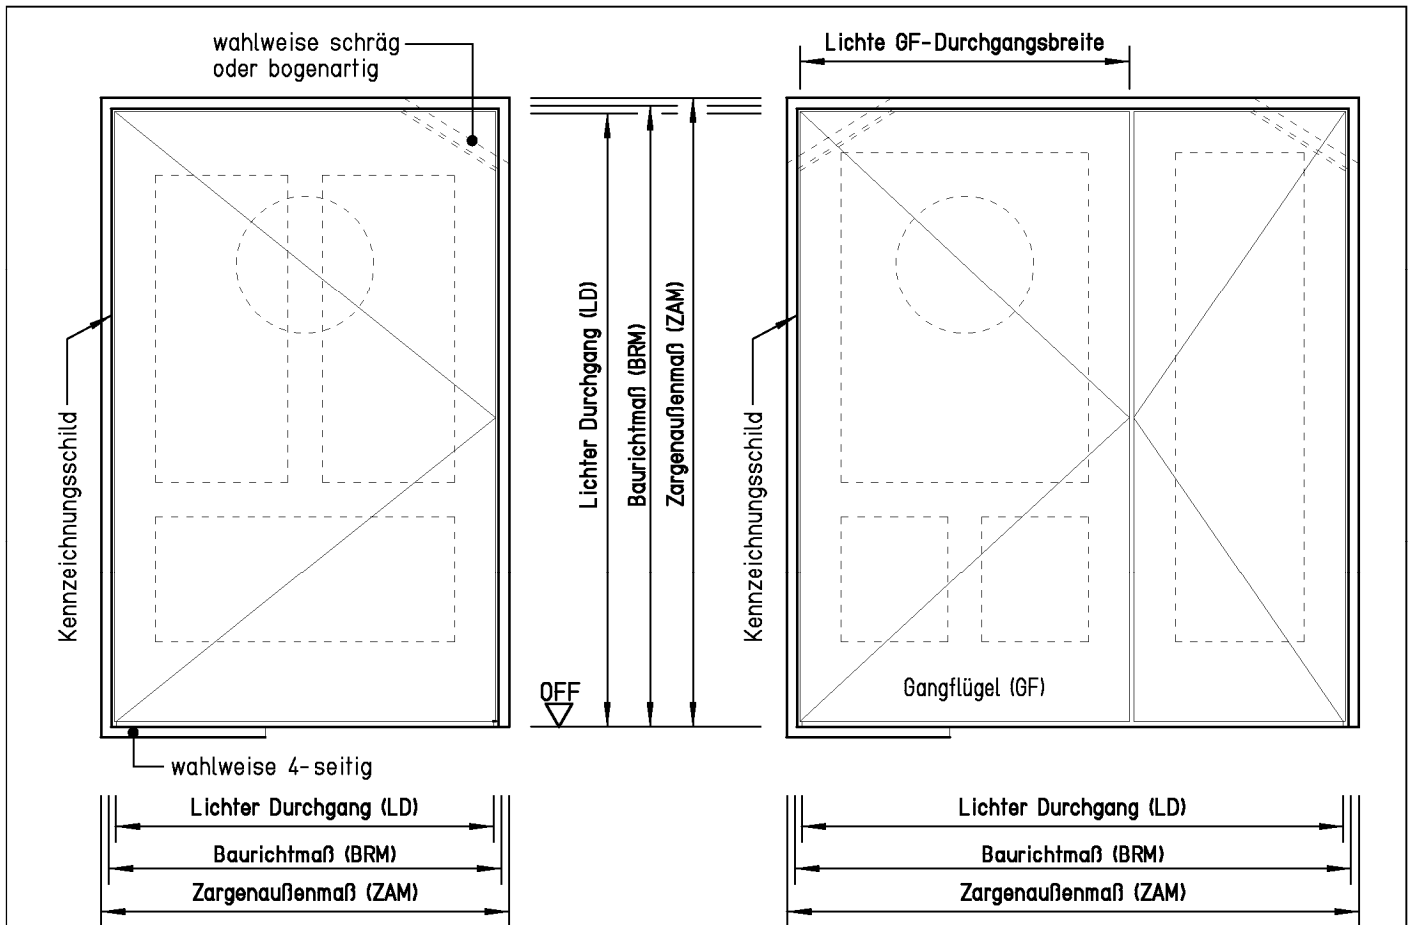 wahlweise schräg
oder bogenartig
Lichte GF-Durchgangsbreite
Kennzeichnungsschild
Lichter Durchgang (LD)
Baurichtmaß (BRM)
Zargenaußenmaß (ZAM)
Kennzeichnungsschild
OFF
Gangflügel (GF)
wahlweise 4-seitig
Lichter Durchgang (LD)
Baurichtmaß (BRM)
Zargenaußenmaß (ZAM)
Lichter Durchgang (LD)
Baurichtmaß (BRM)
Zargenaußenmaß (ZAM)